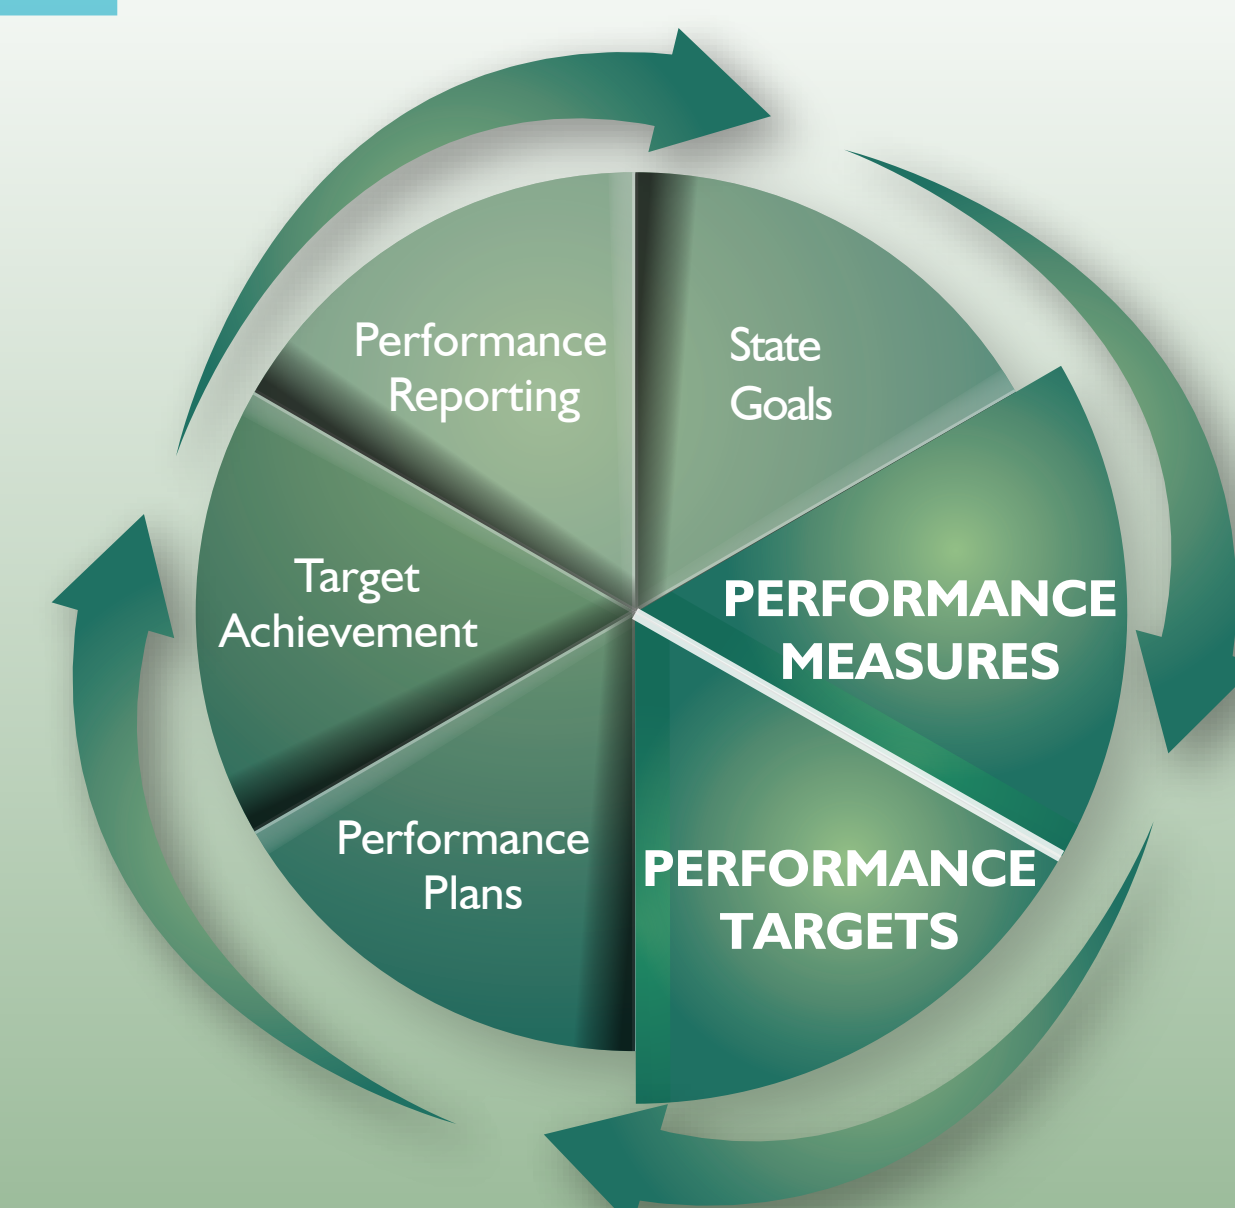 State
Goals
PERFORMANCE
MEASURES
PERFORMANCE
TARGETS
Performance
Plans
Target
Achievement
Performance
Reporting